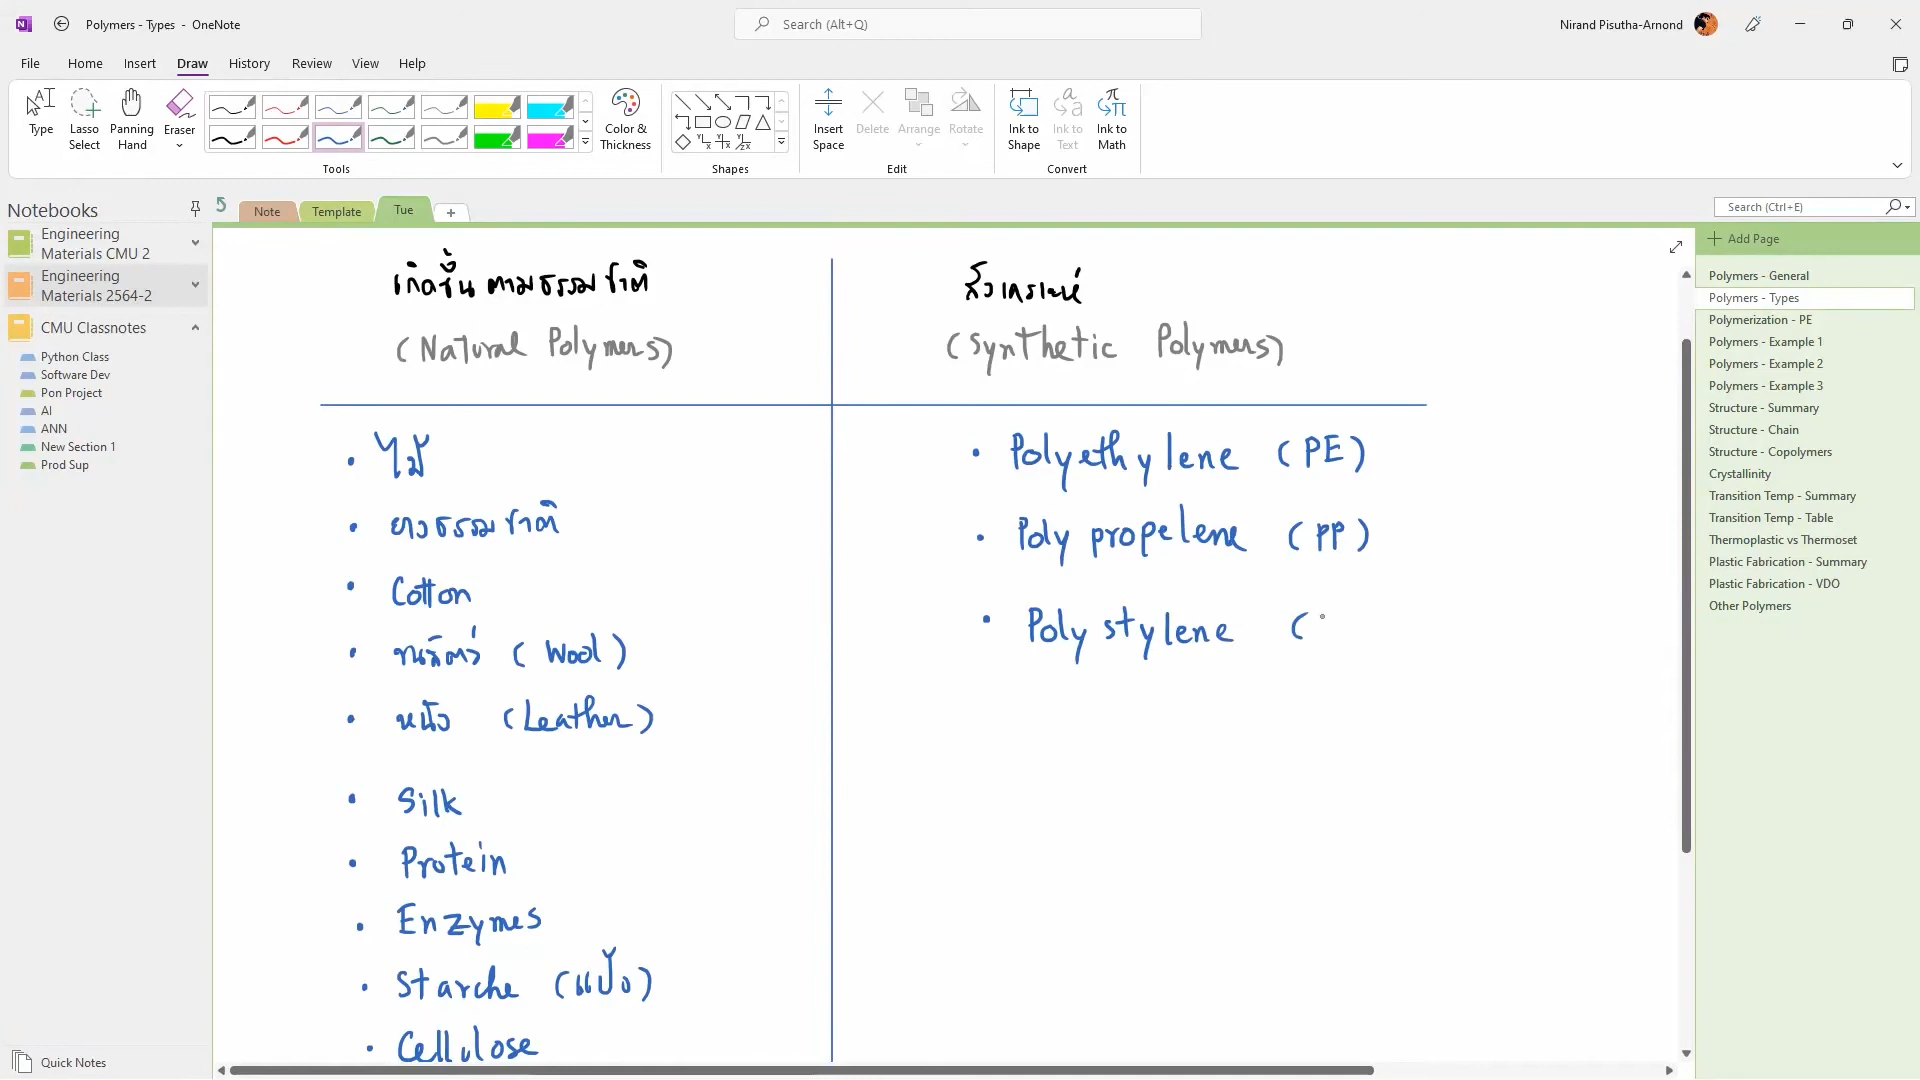 Polymers - Types - OneNote
Search (Alt+Q)
Nirand Pisutha-Arnond
File Home Insert Draw History Review View Help
Type
Lasso Select
Panning Hand
Eraser
Color & Thickness
Insert Space
Delete
Arrange
Rotate
Ink to Shape
Ink to Text
Ink to Math
Tools
Shapes
Edit
Convert
Notebooks
Note
Template
Tue
Search (Ctrl+E)
Engineering
Materials CMU 2
Engineering
Materials 2564-2
CMU Classnotes
Python Class
Software Dev
Pon Project
AI
ANN
New Section 1
Prod Sup
Quick Notes
เกิดขึ้นตามธรรมชาติ
(Natural Polymers)
• ไม้
• ยางธรรมชาติ
• Cotton
• ขนสัตว์ (Wool)
• หนัง (Leather)
• Silk
• Protein
• Enzymes
• Starche (แป้ง)
• Cellulose
สังเคราะห์
(Synthetic Polymers)
• Polyethylene (PE)
• Poly propelene (PP)
• Poly stylene (
Add Page
Polymers - General
Polymers - Types
Polymerization - PE
Polymers - Example 1
Polymers - Example 2
Polymers - Example 3
Structure - Summary
Structure - Chain
Structure - Copolymers
Crystallinity
Transition Temp - Summary
Transition Temp - Table
Thermoplastic vs Thermoset
Plastic Fabrication - Summary
Plastic Fabrication - VDO
Other Polymers